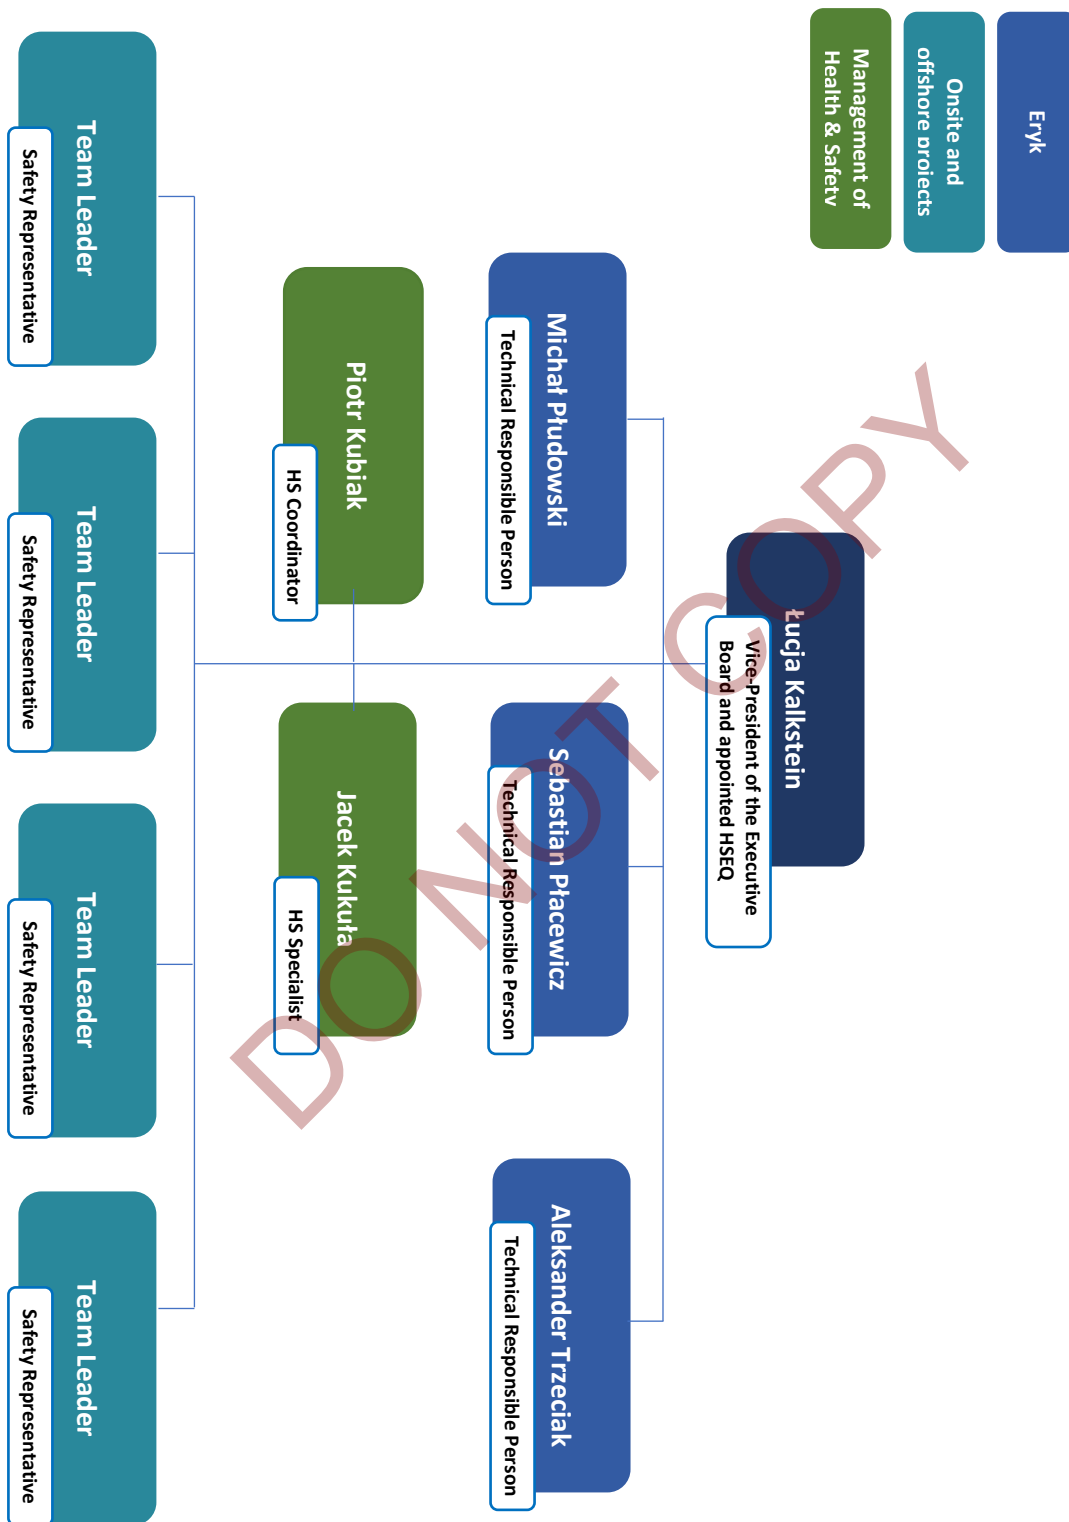 Eryk
Onsite and
offshore projects
Management of
Health & Safety
Łucja Kalkstein
Vice-President of the Executive
Board and appointed HSEQ
Michał Płudowski
Technical Responsible Person
Sebastian Płacewicz
Technical Responsible Person
Aleksander Trzeciak
Technical Responsible Person
Piotr Kubiak
HS Coordinator
Jacek Kukuła
HS Specialist
Team Leader
Safety Representative
Team Leader
Safety Representative
Team Leader
Safety Representative
Team Leader
Safety Representative
DO NOT COPY